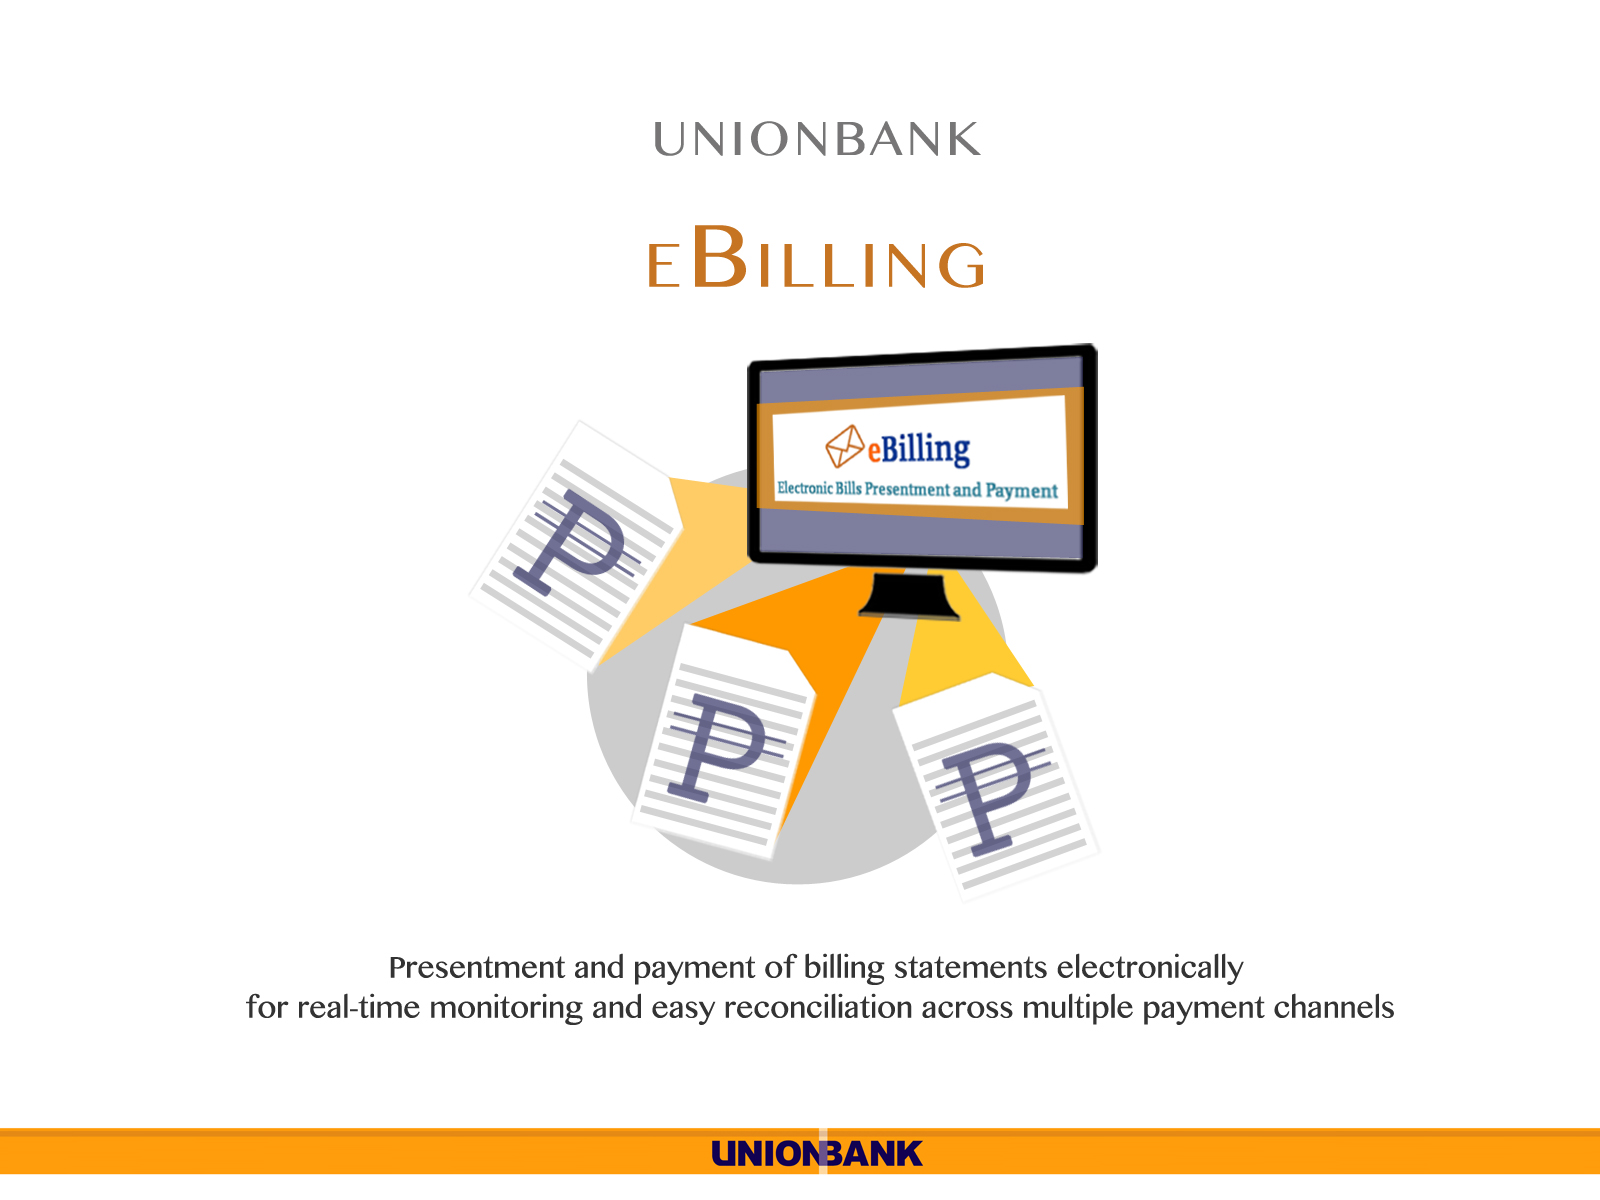 UNIONBANK
eBILLING
eBilling
Electronic Bills Presentment and Payment
₱
₱
₱
Presentment and payment of billing statements electronically
for real-time monitoring and easy reconciliation across multiple payment channels
UNIONBANK